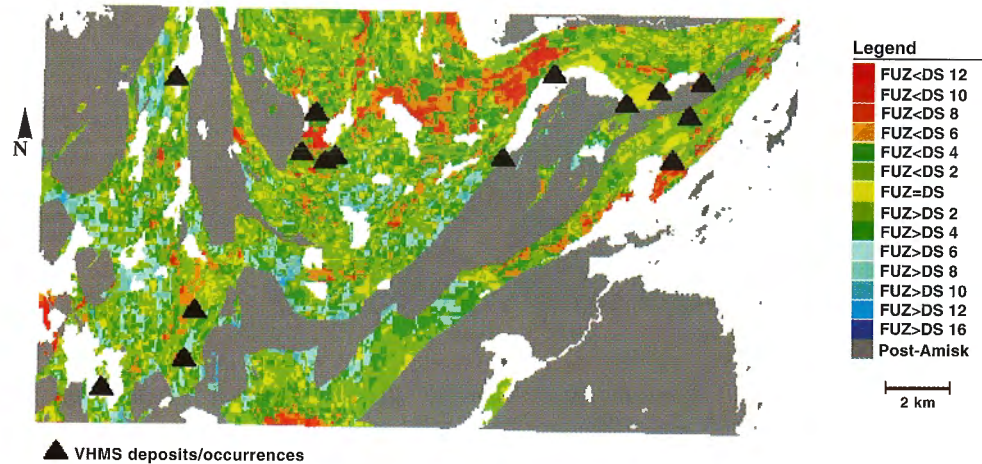 Legend
FUZ<DS 12
FUZ<DS 10
FUZ<DS 8
FUZ<DS 6
FUZ<DS 4
FUZ<DS 2
FUZ=DS
FUZ>DS 2
FUZ>DS 4
FUZ>DS 6
FUZ>DS 8
FUZ>DS 10
FUZ>DS 12
FUZ>DS 16
Post-Amisk
N
2 km
VHMS deposits/occurrences